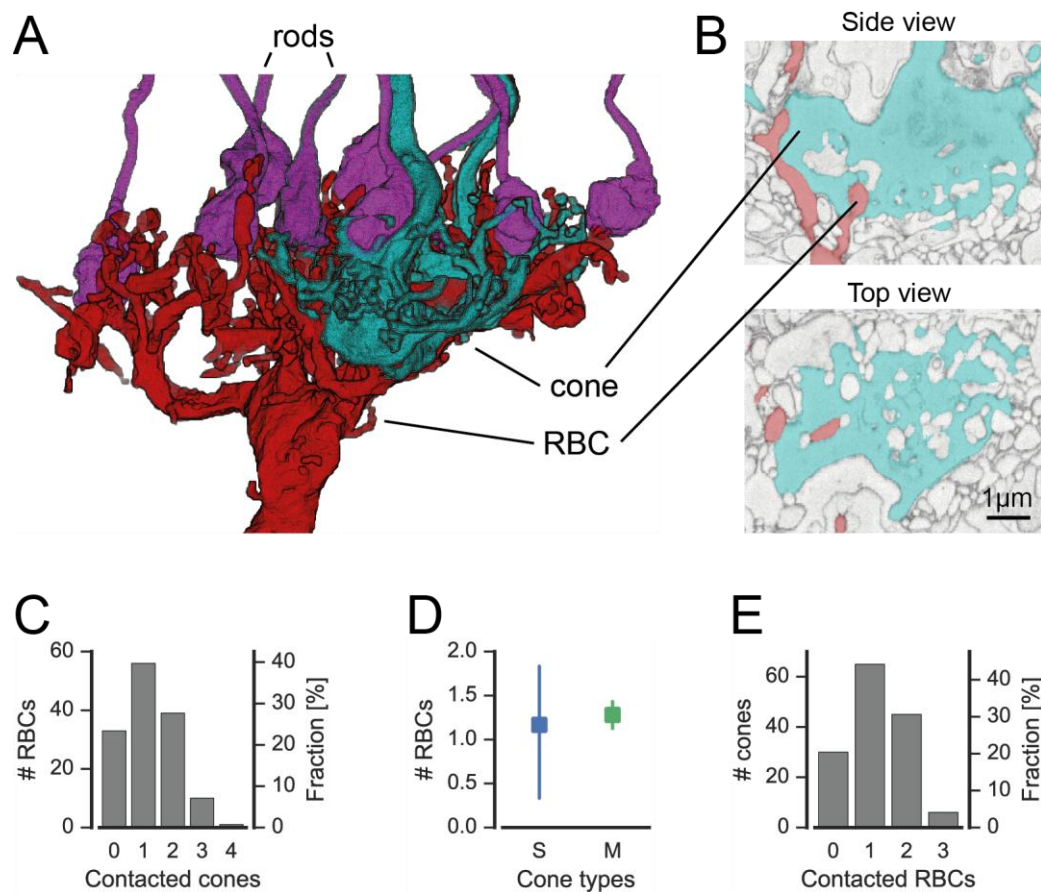 A
rods
cone
RBC
B
Side view
Top view
1µm
C
# RBCs
60
40
20
0
40
30
20
10
0
Fraction [%]
0 1 2 3 4
Contacted cones
D
# RBCs
2.0
1.5
1.0
0.5
0.0
S M
Cone types
E
# cones
60
40
20
0
40
30
20
10
0
Fraction [%]
0 1 2 3
Contacted RBCs